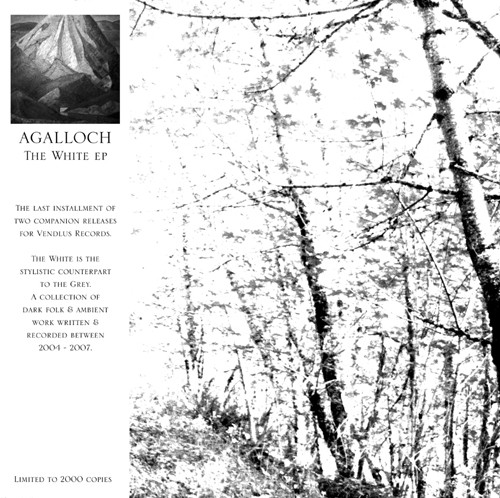 AGALLOCH
THE WHITE EP
THE LAST INSTALLMENT OF
TWO COMPANION RELEASES
FOR VENDLUS RECORDS.
THE WHITE IS THE
STYLISTIC COUNTERPART
TO THE GREY.
A COLLECTION OF
DARK FOLK & AMBIENT
WORK WRITTEN &
RECORDED BETWEEN
2004 - 2007.
LIMITED TO 2000 COPIES